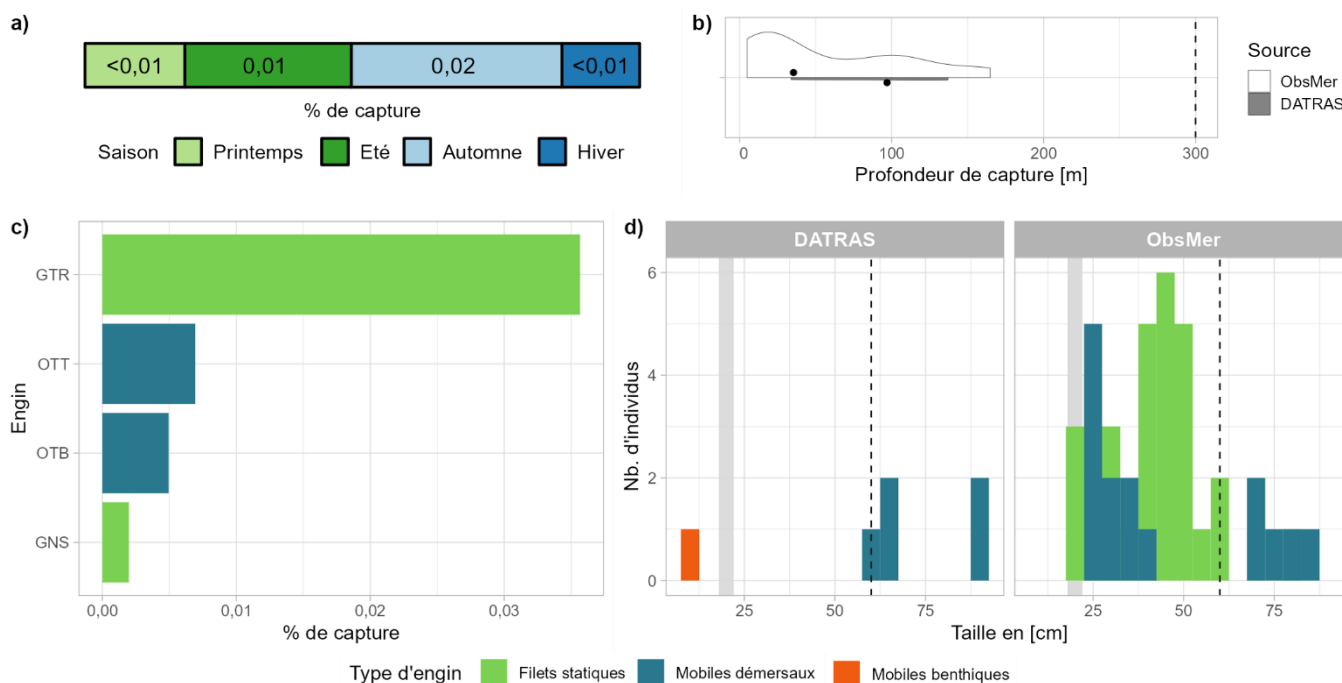 a)
<0,01 0,01 0,02 <0,01
% de capture
Saison Printemps Eté Automne Hiver
b)
0 100 200 300
Profondeur de capture [m]
Source
ObsMer
DATRAS
c)
Engin
GTR
OTT
OTB
GNS
0,00 0,01 0,02 0,03
% de capture
d)
DATRAS ObsMer
Nb. d'individus
6
4
2
0
25 50 75 25 50 75
Taille en [cm]
Type d'engin Filets statiques Mobiles démersaux Mobiles benthiques